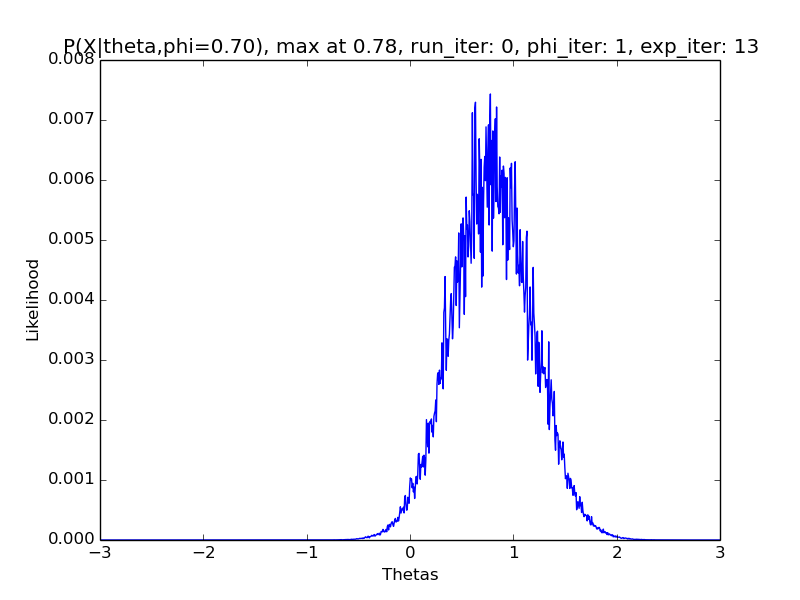 P(X|theta,phi=0.70), max at 0.78, run_iter: 0, phi_iter: 1, exp_iter: 13
0.008
0.007
0.006
0.005
0.004
0.003
0.002
0.001
0.000
Likelihood
−3 −2 −1 0 1 2 3
Thetas